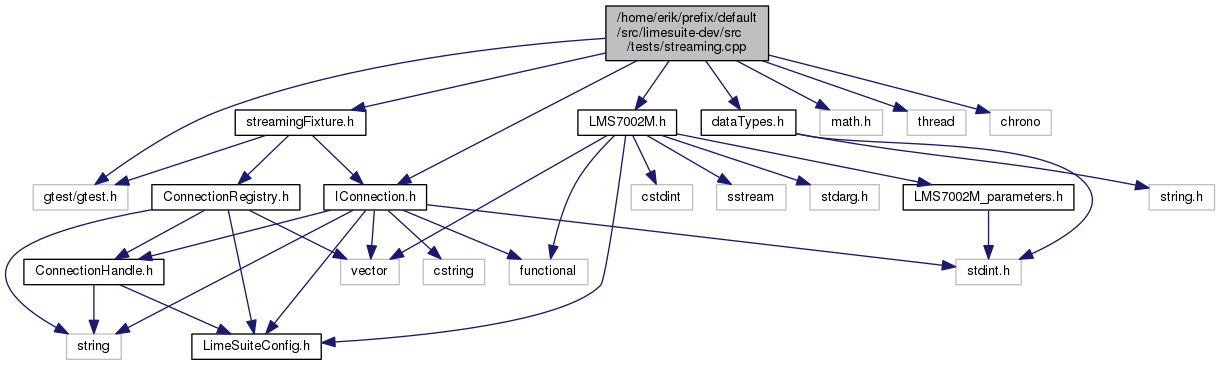 /home/erik/prefix/default
/src/limesuite-dev/src
/tests/streaming.cpp
streamingFixture.h
LMS7002M.h
dataTypes.h
math.h
thread
chrono
gtest/gtest.h
ConnectionRegistry.h
IConnection.h
cstdint
sstream
stdarg.h
LMS7002M_parameters.h
string.h
ConnectionHandle.h
vector
cstring
functional
stdint.h
string
LimeSuiteConfig.h